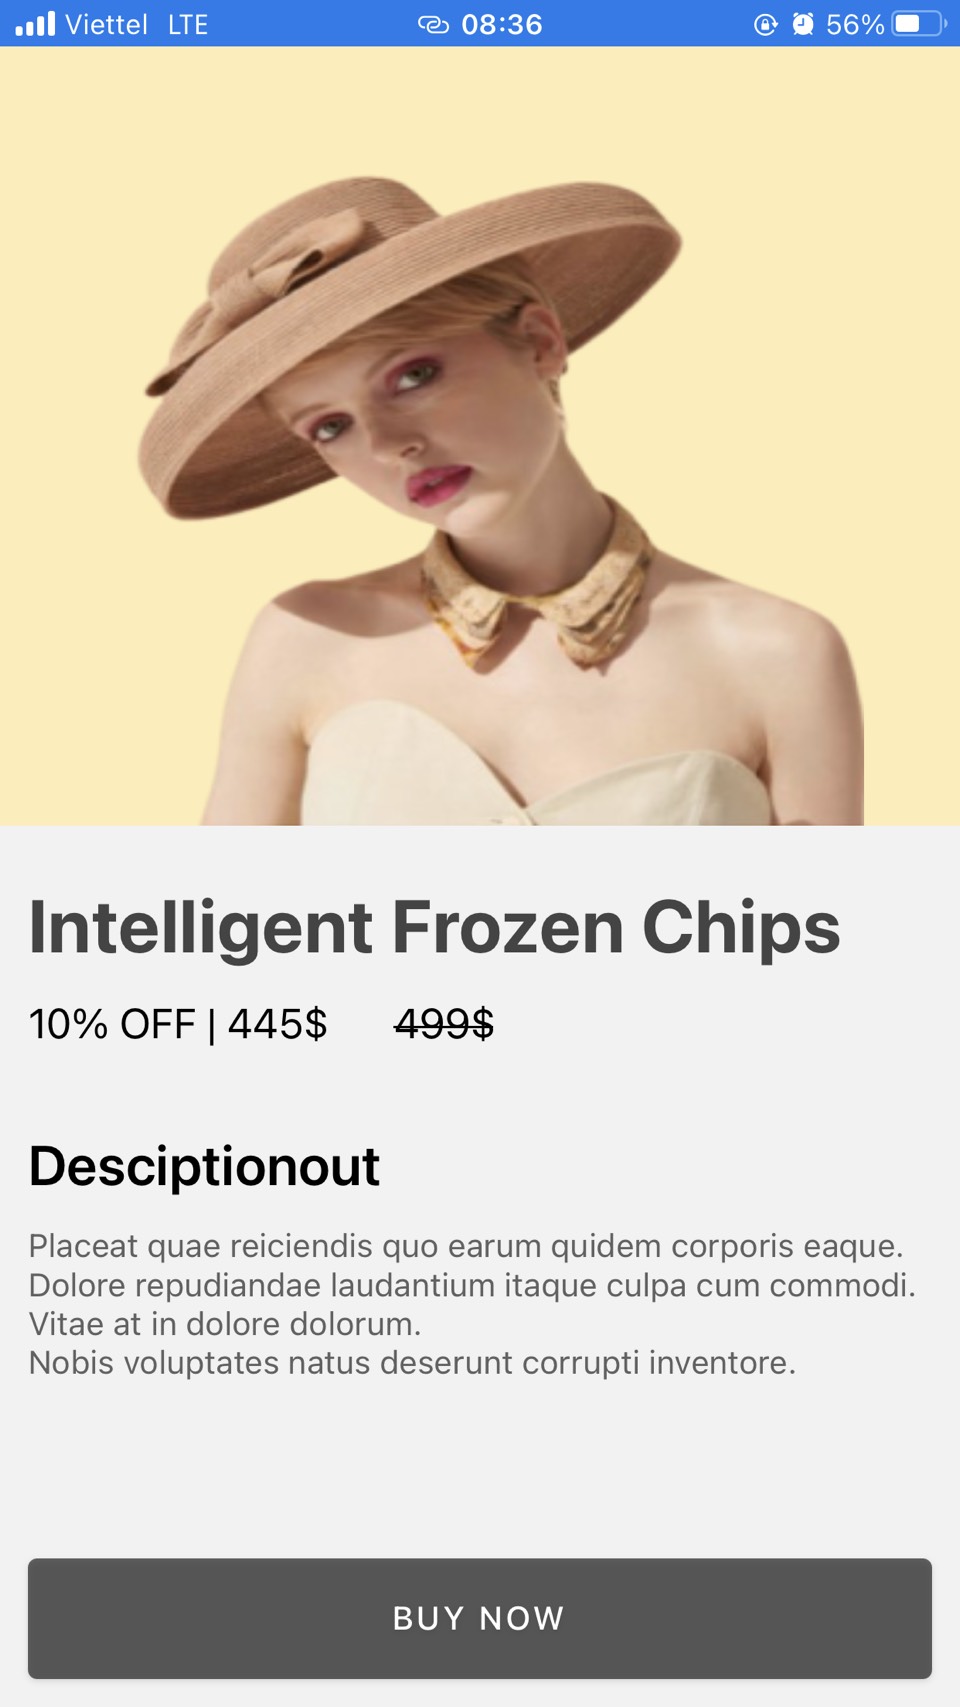 Viettel LTE 08:36 56%
Intelligent Frozen Chips
10% OFF | 445$ 499$
Desciptionout
Placeat quae reiciendis quo earum quidem corporis eaque.
Dolore repudiandae laudantium itaque culpa cum commodi.
Vitae at in dolore dolorum.
Nobis voluptates natus deserunt corrupti inventore.
BUY NOW